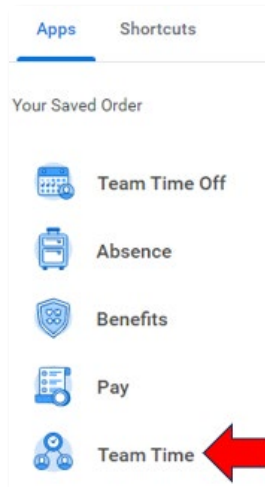 Apps Shortcuts
Your Saved Order
Team Time Off
Absence
Benefits
Pay
Team Time